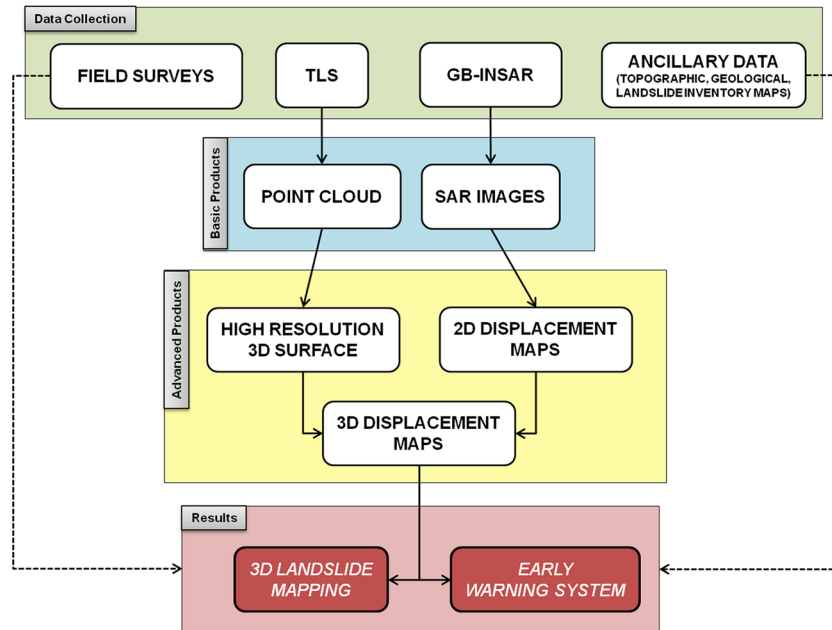 Data Collection
FIELD SURVEYS
TLS
GB-INSAR
ANCILLARY DATA
(TOPOGRAPHIC, GEOLOGICAL,
LANDSLIDE INVENTORY MAPS)
Basic Products
POINT CLOUD
SAR IMAGES
Advanced Products
HIGH RESOLUTION
3D SURFACE
2D DISPLACEMENT
MAPS
3D DISPLACEMENT
MAPS
Results
3D LANDSLIDE
MAPPING
EARLY
WARNING SYSTEM